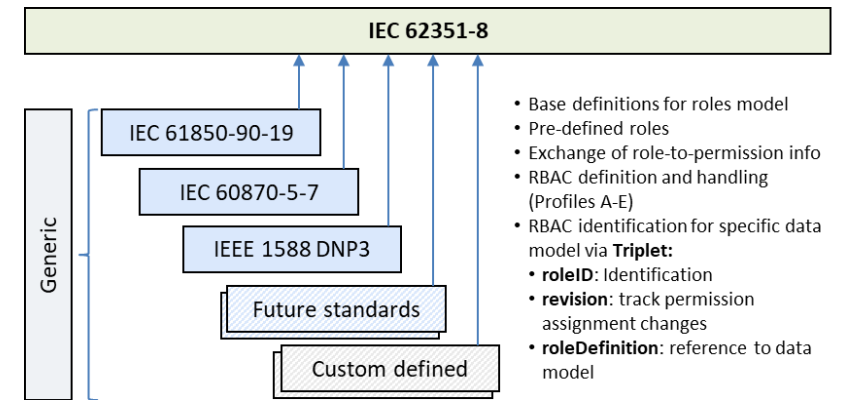 IEC 62351-8
Generic
IEC 61850-90-19
IEC 60870-5-7
IEEE 1588 DNP3
Future standards
Custom defined
• Base definitions for roles model
• Pre-defined roles
• Exchange of role-to-permission info
• RBAC definition and handling
(Profiles A-E)
• RBAC identification for specific data
model via Triplet:
• roleID: Identification
• revision: track permission
assignment changes
• roleDefinition: reference to data
model